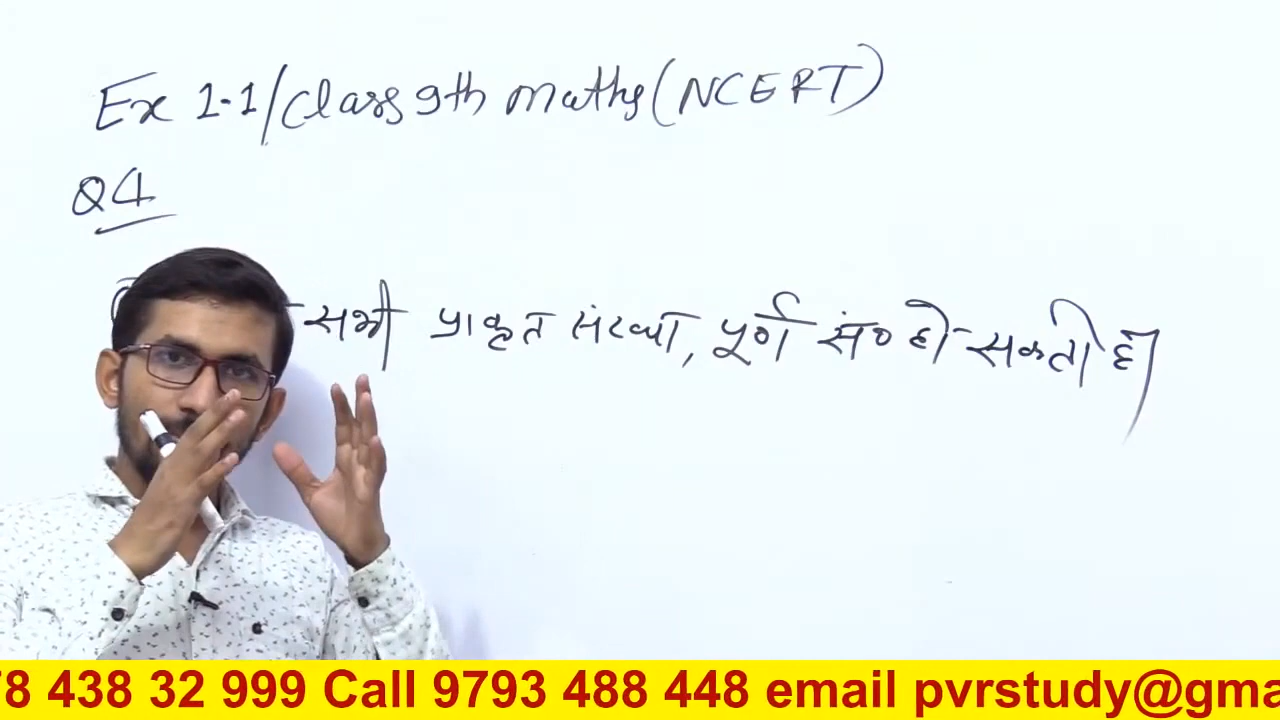 Ex 1.1/Class 9th maths (NCERT)
Q4
सभी प्राकृत संख्या, पूर्ण सं० हो सकती है
78 438 32 999 Call 9793 488 448 email pvrstudy@gma